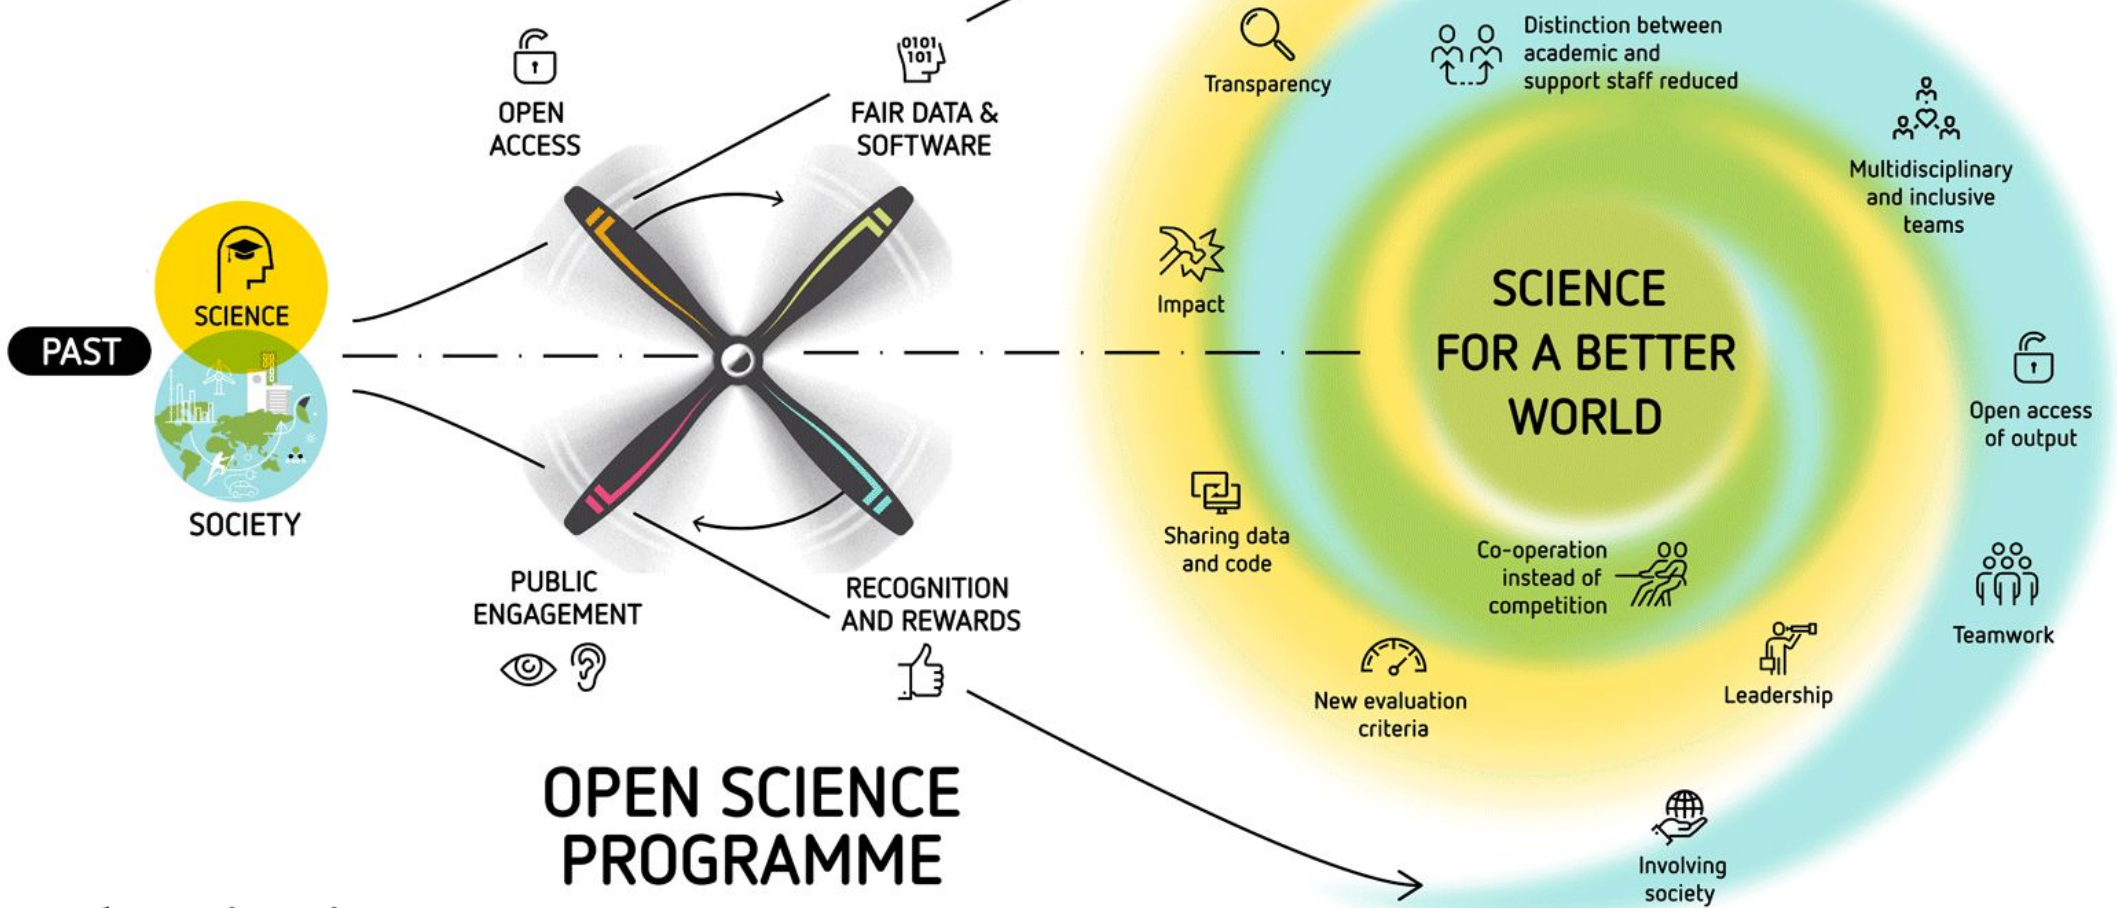 PAST
SCIENCE
SOCIETY
OPEN
ACCESS
0101
101
FAIR DATA &
SOFTWARE
PUBLIC
ENGAGEMENT
RECOGNITION
AND REWARDS
OPEN SCIENCE
PROGRAMME
Transparency
Distinction between
academic and
support staff reduced
Multidisciplinary
and inclusive
teams
Impact
SCIENCE
FOR A BETTER
WORLD
Open access
of output
Sharing data
and code
Co-operation
instead of
competition
Teamwork
New evaluation
criteria
Leadership
Involving
society